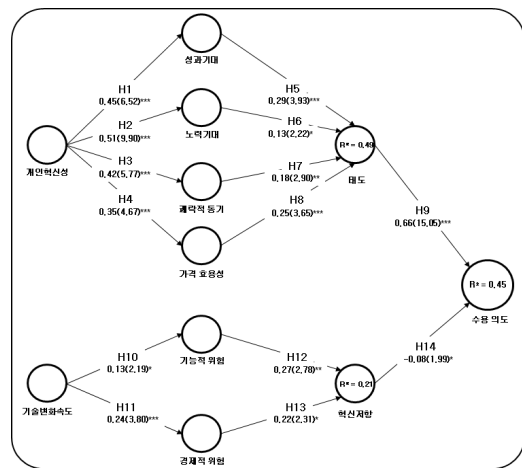 성과기대
H1
0.45(6.52)***
H5
0.29(3.93)***
H2
0.51(9.90)***
노력기대
H6
0.13(2.22)*
개인혁신성
H3
0.42(5.77)***
H7
0.18(2.90)**
R² = 0.49
태도
H4
0.35(4.67)***
쾌락적 동기
H8
0.25(3.65)***
가격 효용성
H9
0.66(15.05)***
R² = 0.45
수용 의도
H10
0.13(2.19)*
기능적 위험
H12
0.27(2.78)**
H14
-0.08(1.99)*
기술변화속도
H11
0.24(3.80)***
H13
0.22(2.31)*
R² = 0.21
혁신저항
경제적 위험